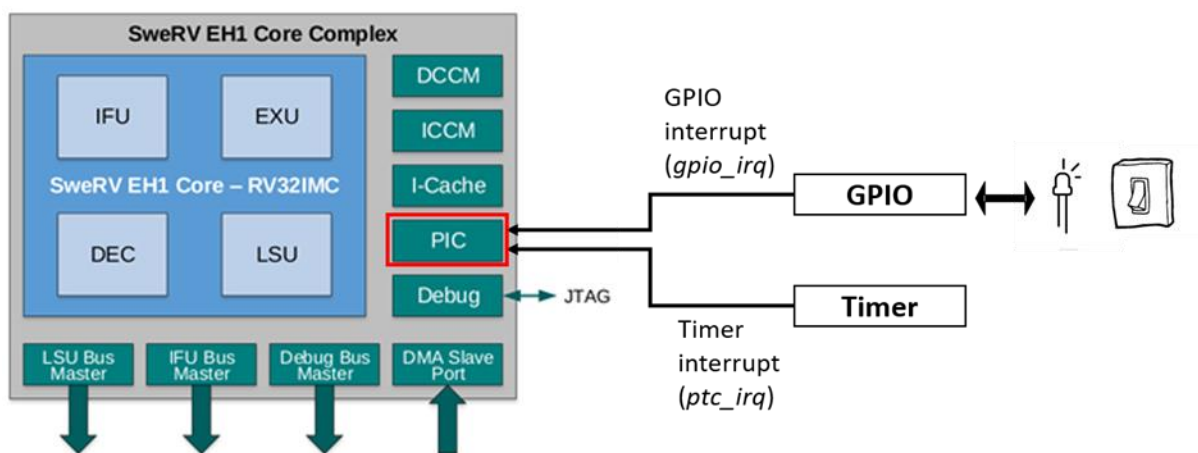 SweRV EH1 Core Complex
IFU
EXU
SweRV EH1 Core – RV32IMC
DEC
LSU
DCCM
ICCM
I-Cache
PIC
Debug
JTAG
LSU Bus
Master
IFU Bus
Master
Debug Bus
Master
DMA Slave
Port
GPIO
interrupt
(gpio_irq)
GPIO
Timer
Timer
interrupt
(ptc_irq)